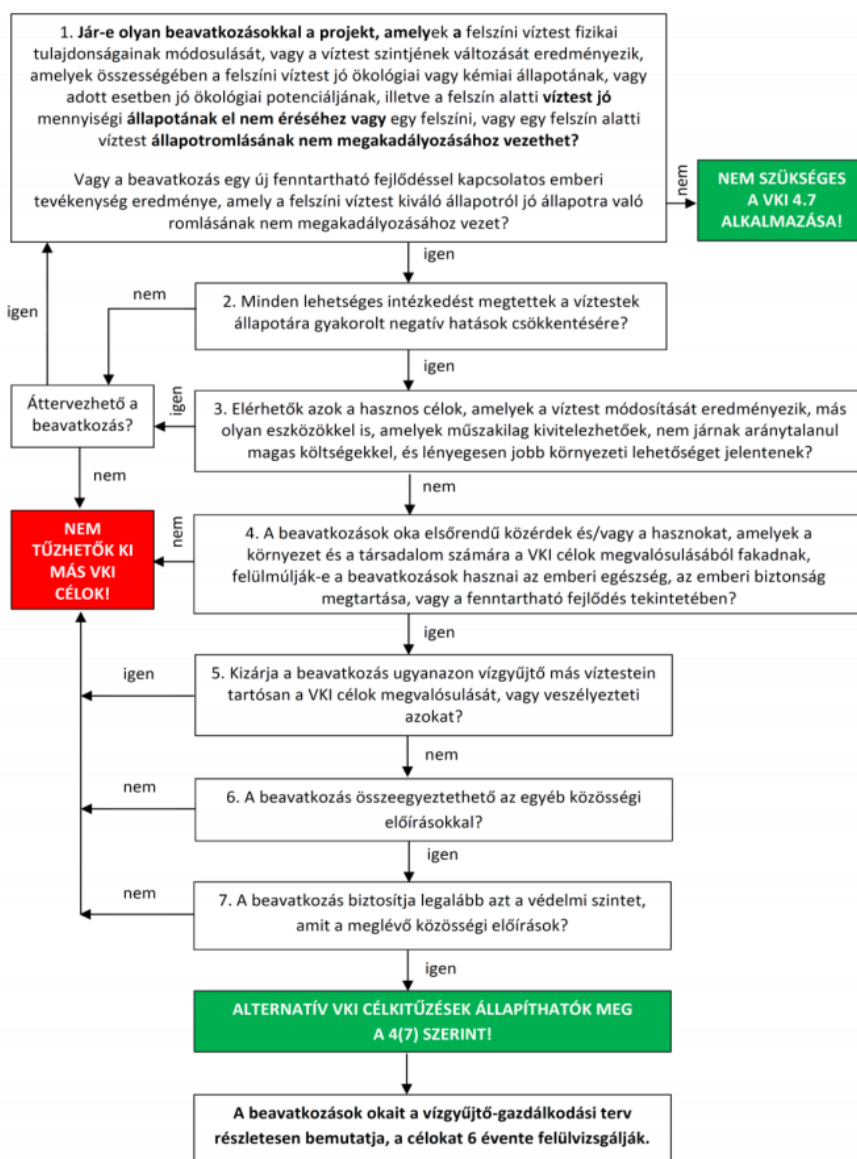 1. Jár-e olyan beavatkozásokkal a projekt, amelyek a felszíni víztest fizikai
tulajdonságainak módosulását, vagy a víztest szintjének változását eredményezik,
amelyek összességében a felszíni víztest jó ökológiai vagy kémiai állapotának, vagy
adott esetben jó ökológiai potenciáljának, illetve a felszín alatti víztest jó
mennyiségi állapotának el nem éréséhez vagy egy felszíni, vagy egy felszín alatti
víztest állapotromlásának nem megakadályozásához vezethet?
Vagy a beavatkozás egy új fenntartható fejlődéssel kapcsolatos emberi
tevékenység eredménye, amely a felszíni víztest kiváló állapotról jó állapotra való
romlásának nem megakadályozásához vezet?
nem
NEM SZÜKSÉGES
A VKI 4.7
ALKALMAZÁSA!
igen
nem
igen
2. Minden lehetséges intézkedést megtettek a víztestek
állapotára gyakorolt negatív hatások csökkentésére?
igen
Áttervezhető a
beavatkozás?
igen
3. Elérhetők azok a hasznos célok, amelyek a víztest módosítását eredményezik, más
olyan eszközökkel is, amelyek műszakilag kivitelezhetőek, nem járnak aránytalanul
magas költségekkel, és lényegesen jobb környezeti lehetőséget jelentenek?
nem
nem
NEM
TŰZHETŐK KI
MÁS VKI
CÉLOK!
nem
4. A beavatkozások oka elsőrendű közérdek és/vagy a hasznokat, amelyek a
környezet és a társadalom számára a VKI célok megvalósulásából fakadnak,
felülmúlják-e a beavatkozások hasznai az emberi egészség, az emberi biztonság
megtartása, vagy a fenntartható fejlődés tekintetében?
igen
igen
5. Kizárja a beavatkozás ugyanazon vízgyűjtő más víztestein
tartósan a VKI célok megvalósulását, vagy veszélyezteti
azokat?
nem
nem
6. A beavatkozás összeegyeztethető az egyéb közösségi
előírásokkal?
igen
nem
7. A beavatkozás biztosítja legalább azt a védelmi szintet,
amit a meglévő közösségi előírások?
igen
ALTERNATÍV VKI CÉLKITŰZÉSEK ÁLLAPÍTHATÓK MEG
A 4(7) SZERINT!
A beavatkozások okait a vízgyűjtő-gazdálkodási terv
részletesen bemutatja, a célokat 6 évente felülvizsgálják.